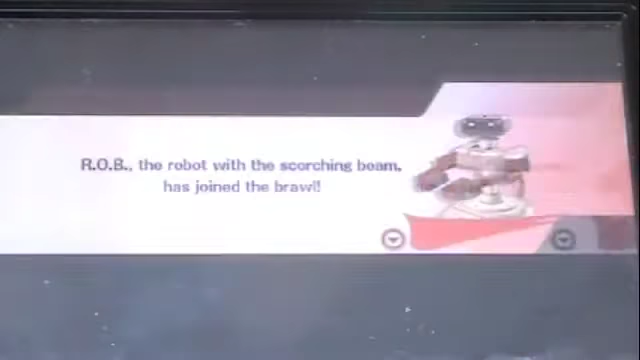 R.O.B., the robot with the scorching beam,
has joined the brawl!